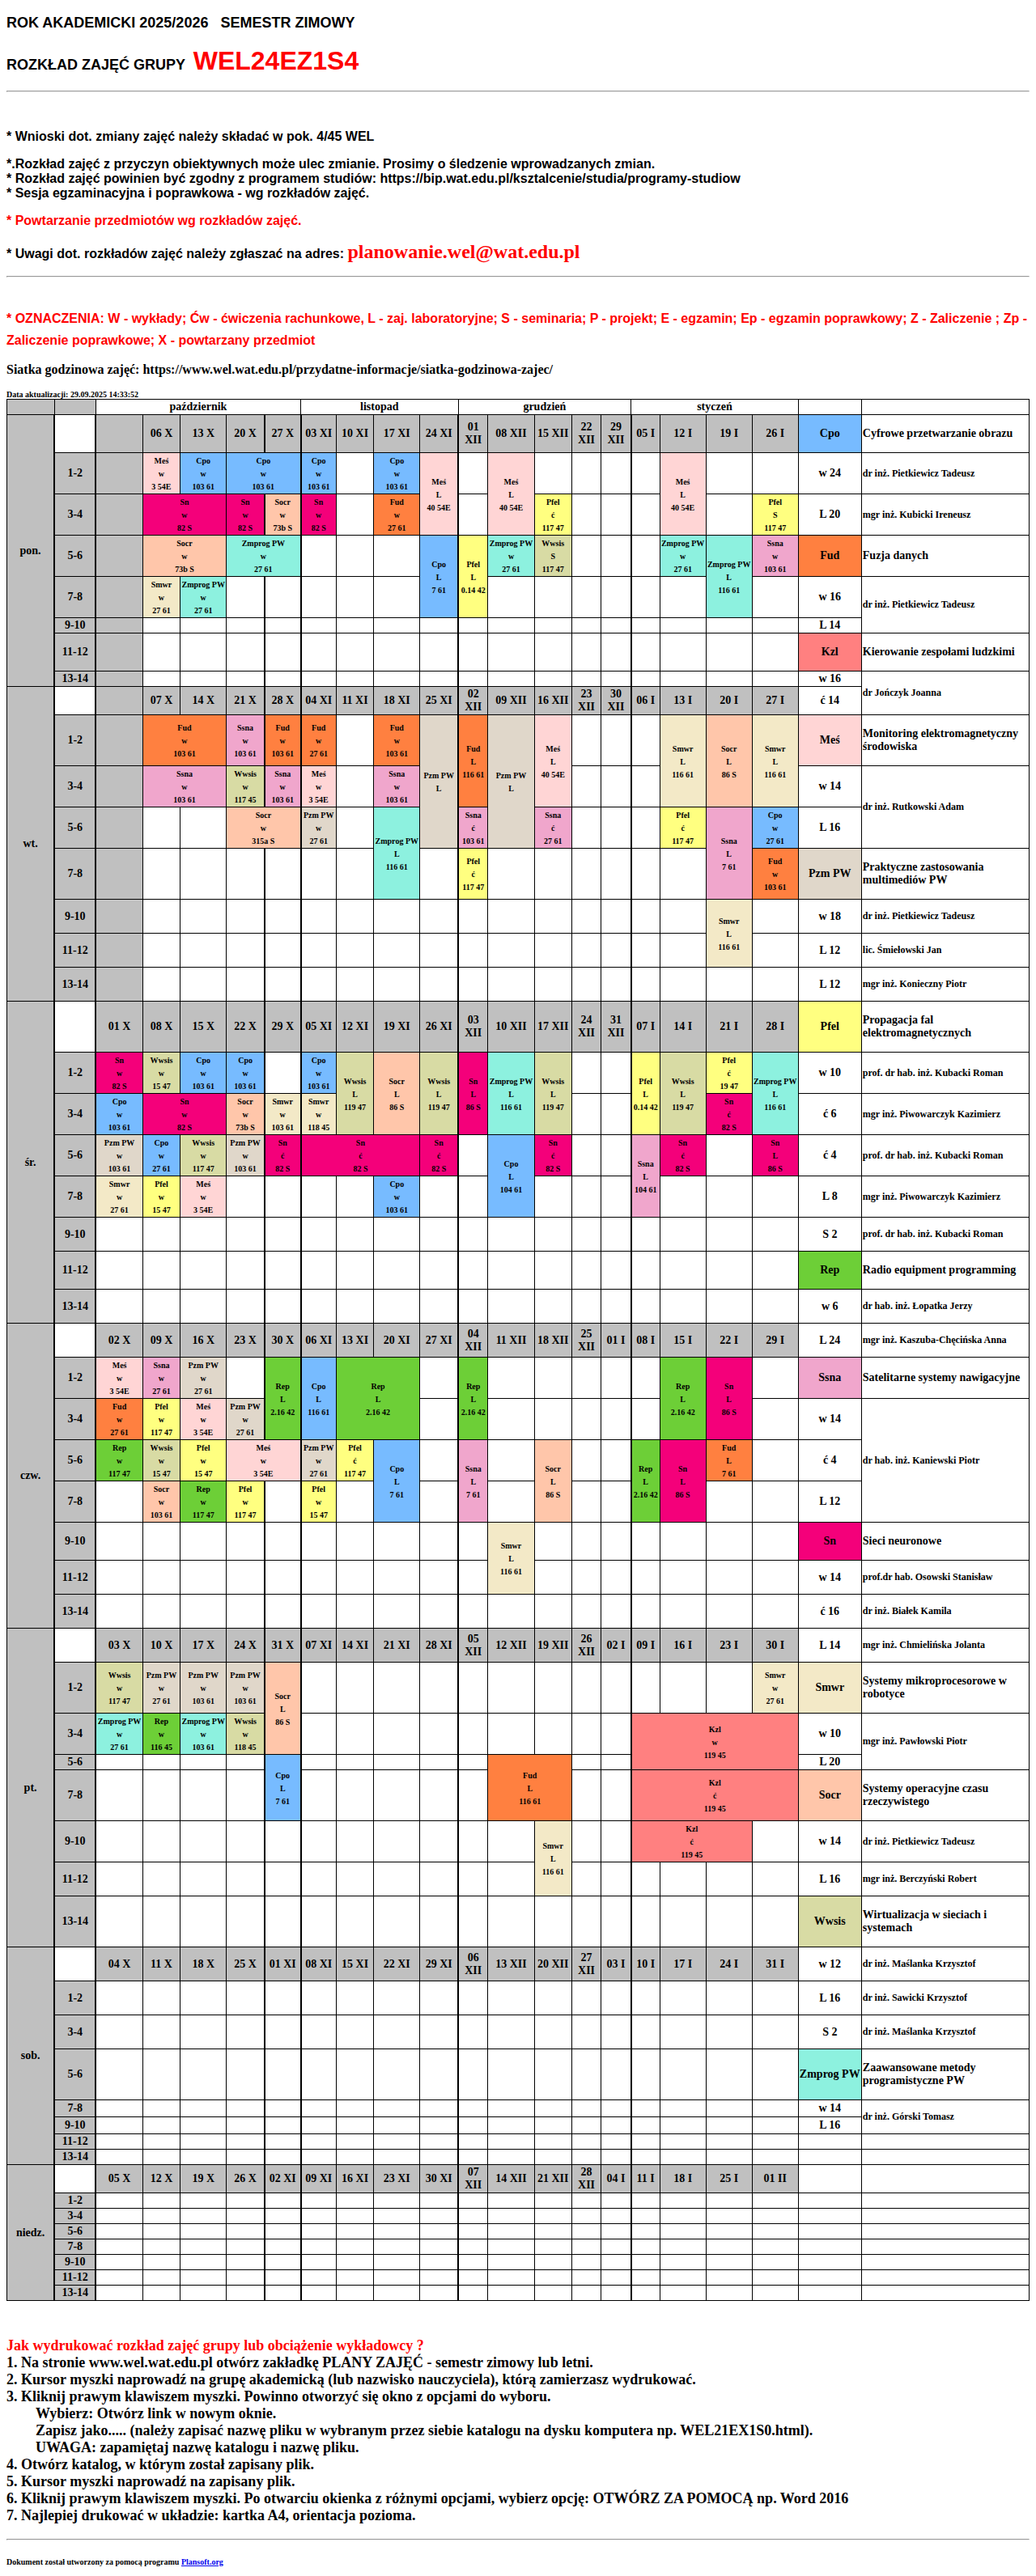 ROK AKADEMICKI 2025/2026 SEMESTR ZIMOWY
ROZKŁAD ZAJĘĆ GRUPY WEL24EZ1S4
* Wnioski dot. zmiany zajęć należy składać w pok. 4/45 WEL
*.Rozkład zajęć z przyczyn obiektywnych może ulec zmianie. Prosimy o śledzenie wprowadzanych zmian.
* Rozkład zajęć powinien być zgodny z programem studiów: https://bip.wat.edu.pl/ksztalcenie/studia/programy-studiow
* Sesja egzaminacyjna i poprawkowa - wg rozkładów zajęć.
* Powtarzanie przedmiotów wg rozkładów zajęć.
* Uwagi dot. rozkładów zajęć należy zgłaszać na adres: planowanie.wel@wat.edu.pl
* OZNACZENIA: W - wykłady; Ćw - ćwiczenia rachunkowe, L - zaj. laboratoryjne; S - seminaria; P - projekt; E - egzamin; Ep - egzamin poprawkowy; Z - Zaliczenie ; Zp -
Zaliczenie poprawkowe; X - powtarzany przedmiot
Siatka godzinowa zajęć: https://www.wel.wat.edu.pl/przydatne-informacje/siatka-godzinowa-zajec/
Data aktualizacji: 29.09.2025 14:33:52
październik listopad grudzień styczeń
pon. 06 X 13 X 20 X 27 X 03 XI 10 XI 17 XI 24 XI 01 XII 08 XII 15 XII 22 XII 29 XII 05 I 12 I 19 I 26 I Cpo Cyfrowe przetwarzanie obrazu
1-2 Meś w 3 54E Cpo w 103 61 Cpo w 103 61 Cpo w 103 61 Cpo w 103 61 Meś L 40 54E Meś L 40 54E Meś L 40 54E w 24 dr inż. Pietkiewicz Tadeusz
3-4 Sn w 82 S Sn w 82 S Socr w 73b S Sn w 82 S Fud w 27 61 Pfel ć 117 47 Pfel S 117 47 L 20 mgr inż. Kubicki Ireneusz
5-6 Socr w 73b S Zmprog PW w 27 61 Cpo L 7 61 Pfel L 0.14 42 Zmprog PW w 27 61 Wwsis S 117 47 Zmprog PW w 27 61 Zmprog PW L 116 61 Ssna w 103 61 Fud Fuzja danych
7-8 Smwr w 27 61 Zmprog PW w 27 61 w 16 dr inż. Pietkiewicz Tadeusz
9-10 L 14
11-12 Kzl Kierowanie zespołami ludzkimi
13-14 w 16 dr Jończyk Joanna
wt. 07 X 14 X 21 X 28 X 04 XI 11 XI 18 XI 25 XI 02 XII 09 XII 16 XII 23 XII 30 XII 06 I 13 I 20 I 27 I ć 14
1-2 Fud w 103 61 Ssna w 103 61 Fud w 103 61 Fud w 27 61 Fud w 103 61 Pzm PW L Fud L 116 61 Pzm PW L Meś L 40 54E Smwr L 116 61 Socr L 86 S Smwr L 116 61 Meś Monitoring elektromagnetyczny środowiska
3-4 Ssna w 103 61 Wwsis w 117 45 Ssna w 103 61 Meś w 3 54E Ssna w 103 61 w 14 dr inż. Rutkowski Adam
5-6 Socr w 315a S Pzm PW w 27 61 Zmprog PW L 116 61 Ssna ć 103 61 Ssna ć 27 61 Pfel ć 117 47 Ssna L 7 61 Cpo w 27 61 L 16
7-8 Pfel ć 117 47 Fud w 103 61 Pzm PW Praktyczne zastosowania multimediów PW
9-10 Smwr L 116 61 w 18 dr inż. Pietkiewicz Tadeusz
11-12 L 12 lic. Śmiełowski Jan
13-14 L 12 mgr inż. Konieczny Piotr
śr. 01 X 08 X 15 X 22 X 29 X 05 XI 12 XI 19 XI 26 XI 03 XII 10 XII 17 XII 24 XII 31 XII 07 I 14 I 21 I 28 I Pfel Propagacja fal elektromagnetycznych
1-2 Sn w 82 S Wwsis w 15 47 Cpo w 103 61 Cpo w 103 61 Cpo w 103 61 Wwsis L 119 47 Socr L 86 S Wwsis L 119 47 Sn L 86 S Zmprog PW L 116 61 Wwsis L 119 47 Pfel L 0.14 42 Wwsis L 119 47 Pfel ć 19 47 Zmprog PW L 116 61 w 10 prof. dr hab. inż. Kubacki Roman
3-4 Cpo w 103 61 Sn w 82 S Socr w 73b S Smwr w 103 61 Smwr w 118 45 Sn ć 82 S ć 6 mgr inż. Piwowarczyk Kazimierz
5-6 Pzm PW w 103 61 Cpo w 27 61 Wwsis w 117 47 Pzm PW w 103 61 Sn ć 82 S Sn ć 82 S Sn ć 82 S Cpo L 104 61 Sn ć 82 S Ssna L 104 61 Sn ć 82 S Sn L 86 S ć 4 prof. dr hab. inż. Kubacki Roman
7-8 Smwr w 27 61 Pfel w 15 47 Meś w 3 54E Cpo w 103 61 L 8 mgr inż. Piwowarczyk Kazimierz
9-10 S 2 prof. dr hab. inż. Kubacki Roman
11-12 Rep Radio equipment programming
13-14 w 6 dr hab. inż. Łopatka Jerzy
czw. 02 X 09 X 16 X 23 X 30 X 06 XI 13 XI 20 XI 27 XI 04 XII 11 XII 18 XII 25 XII 01 I 08 I 15 I 22 I 29 I L 24 mgr inż. Kaszuba-Chęcińska Anna
1-2 Meś w 3 54E Ssna w 27 61 Pzm PW w 27 61 Rep L 2.16 42 Cpo L 116 61 Rep L 2.16 42 Rep L 2.16 42 Rep L 2.16 42 Sn L 86 S Ssna Satelitarne systemy nawigacyjne
3-4 Fud w 27 61 Pfel w 117 47 Meś w 3 54E Pzm PW w 27 61 w 14 dr hab. inż. Kaniewski Piotr
5-6 Rep w 117 47 Wwsis w 15 47 Pfel w 15 47 Meś w 3 54E Pzm PW w 27 61 Pfel ć 117 47 Cpo L 7 61 Ssna L 7 61 Socr L 86 S Rep L 2.16 42 Sn L 86 S Fud L 7 61 ć 4
7-8 Socr w 103 61 Rep w 117 47 Pfel w 117 47 Pfel w 15 47 L 12
9-10 Smwr L 116 61 Sn Sieci neuronowe
11-12 w 14 prof.dr hab. Osowski Stanisław
13-14 ć 16 dr inż. Białek Kamila
pt. 03 X 10 X 17 X 24 X 31 X 07 XI 14 XI 21 XI 28 XI 05 XII 12 XII 19 XII 26 XII 02 I 09 I 16 I 23 I 30 I L 14 mgr inż. Chmielińska Jolanta
1-2 Wwsis w 117 47 Pzm PW w 27 61 Pzm PW w 103 61 Pzm PW w 103 61 Socr L 86 S Smwr w 27 61 Smwr Systemy mikroprocesorowe w robotyce
3-4 Zmprog PW w 27 61 Rep w 116 45 Zmprog PW w 103 61 Wwsis w 118 45 Kzl w 119 45 w 10 mgr inż. Pawłowski Piotr
5-6 Cpo L 7 61 Fud L 116 61 L 20
7-8 Kzl ć 119 45 Socr Systemy operacyjne czasu rzeczywistego
9-10 Smwr L 116 61 Kzl ć 119 45 w 14 dr inż. Pietkiewicz Tadeusz
11-12 L 16 mgr inż. Berczyński Robert
13-14 Wwsis Wirtualizacja w sieciach i systemach
sob. 04 X 11 X 18 X 25 X 01 XI 08 XI 15 XI 22 XI 29 XI 06 XII 13 XII 20 XII 27 XII 03 I 10 I 17 I 24 I 31 I w 12 dr inż. Maślanka Krzysztof
1-2 L 16 dr inż. Sawicki Krzysztof
3-4 S 2 dr inż. Maślanka Krzysztof
5-6 Zmprog PW Zaawansowane metody programistyczne PW
7-8 w 14 dr inż. Górski Tomasz
9-10 L 16
11-12
13-14
niedz. 05 X 12 X 19 X 26 X 02 XI 09 XI 16 XI 23 XI 30 XI 07 XII 14 XII 21 XII 28 XII 04 I 11 I 18 I 25 I 01 II
1-2
3-4
5-6
7-8
9-10
11-12
13-14
Jak wydrukować rozkład zajęć grupy lub obciążenie wykładowcy ?
1. Na stronie www.wel.wat.edu.pl otwórz zakładkę PLANY ZAJĘĆ - semestr zimowy lub letni.
2. Kursor myszki naprowadź na grupę akademicką (lub nazwisko nauczyciela), którą zamierzasz wydrukować.
3. Kliknij prawym klawiszem myszki. Powinno otworzyć się okno z opcjami do wyboru.
Wybierz: Otwórz link w nowym oknie.
Zapisz jako..... (należy zapisać nazwę pliku w wybranym przez siebie katalogu na dysku komputera np. WEL21EX1S0.html).
UWAGA: zapamiętaj nazwę katalogu i nazwę pliku.
4. Otwórz katalog, w którym został zapisany plik.
5. Kursor myszki naprowadź na zapisany plik.
6. Kliknij prawym klawiszem myszki. Po otwarciu okienka z różnymi opcjami, wybierz opcję: OTWÓRZ ZA POMOCĄ np. Word 2016
7. Najlepiej drukować w układzie: kartka A4, orientacja pozioma.
Dokument został utworzony za pomocą programu Plansoft.org